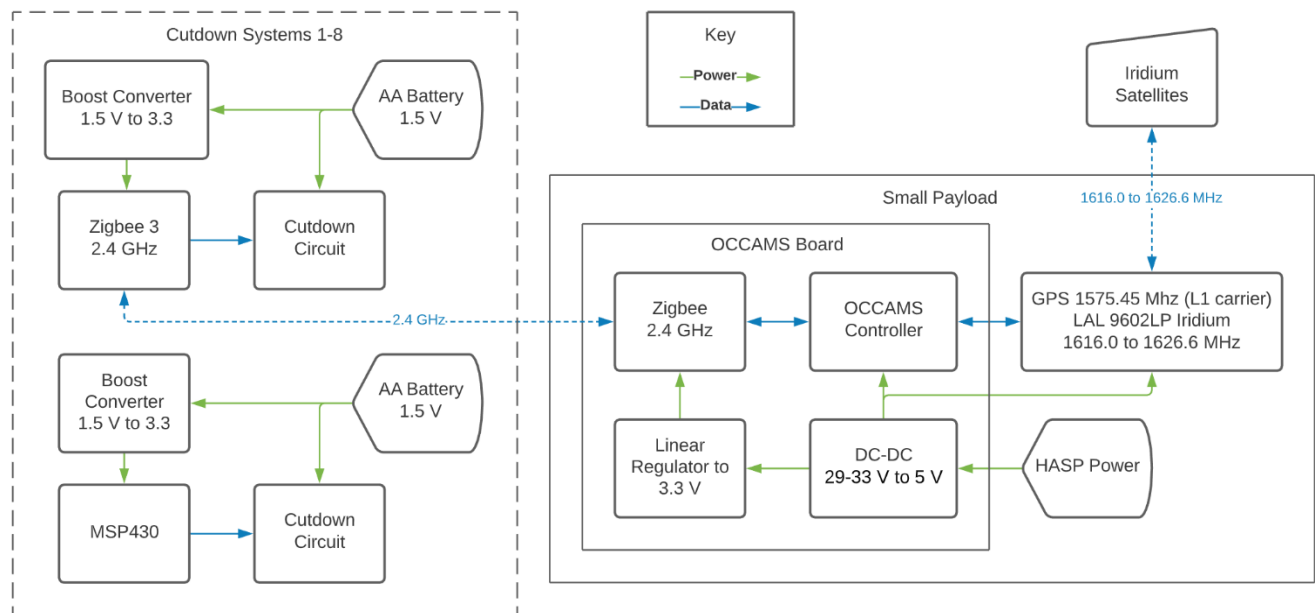 Cutdown Systems 1-8
Boost Converter
1.5 V to 3.3
AA Battery
1.5 V
Zigbee 3
2.4 GHz
Cutdown
Circuit
Boost
Converter
1.5 V to 3.3
AA Battery
1.5 V
MSP430
Cutdown
Circuit
Key
Power
Data
Iridium
Satellites
1616.0 to 1626.6 MHz
2.4 GHz
Small Payload
OCCAMS Board
Zigbee
2.4 GHz
OCCAMS
Controller
GPS 1575.45 Mhz (L1 carrier)
LAL 9602LP Iridium
1616.0 to 1626.6 MHz
Linear
Regulator to
3.3 V
DC-DC
29-33 V to 5 V
HASP Power